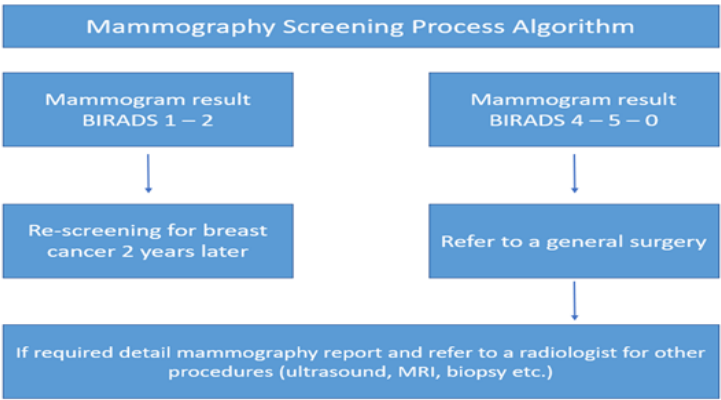 Mammography Screening Process Algorithm
Mammogram result
BIRADS 1 – 2
Mammogram result
BIRADS 4 – 5 – 0
Re-screening for breast
cancer 2 years later
Refer to a general surgery
If required detail mammography report and refer to a radiologist for other
procedures (ultrasound, MRI, biopsy etc.)